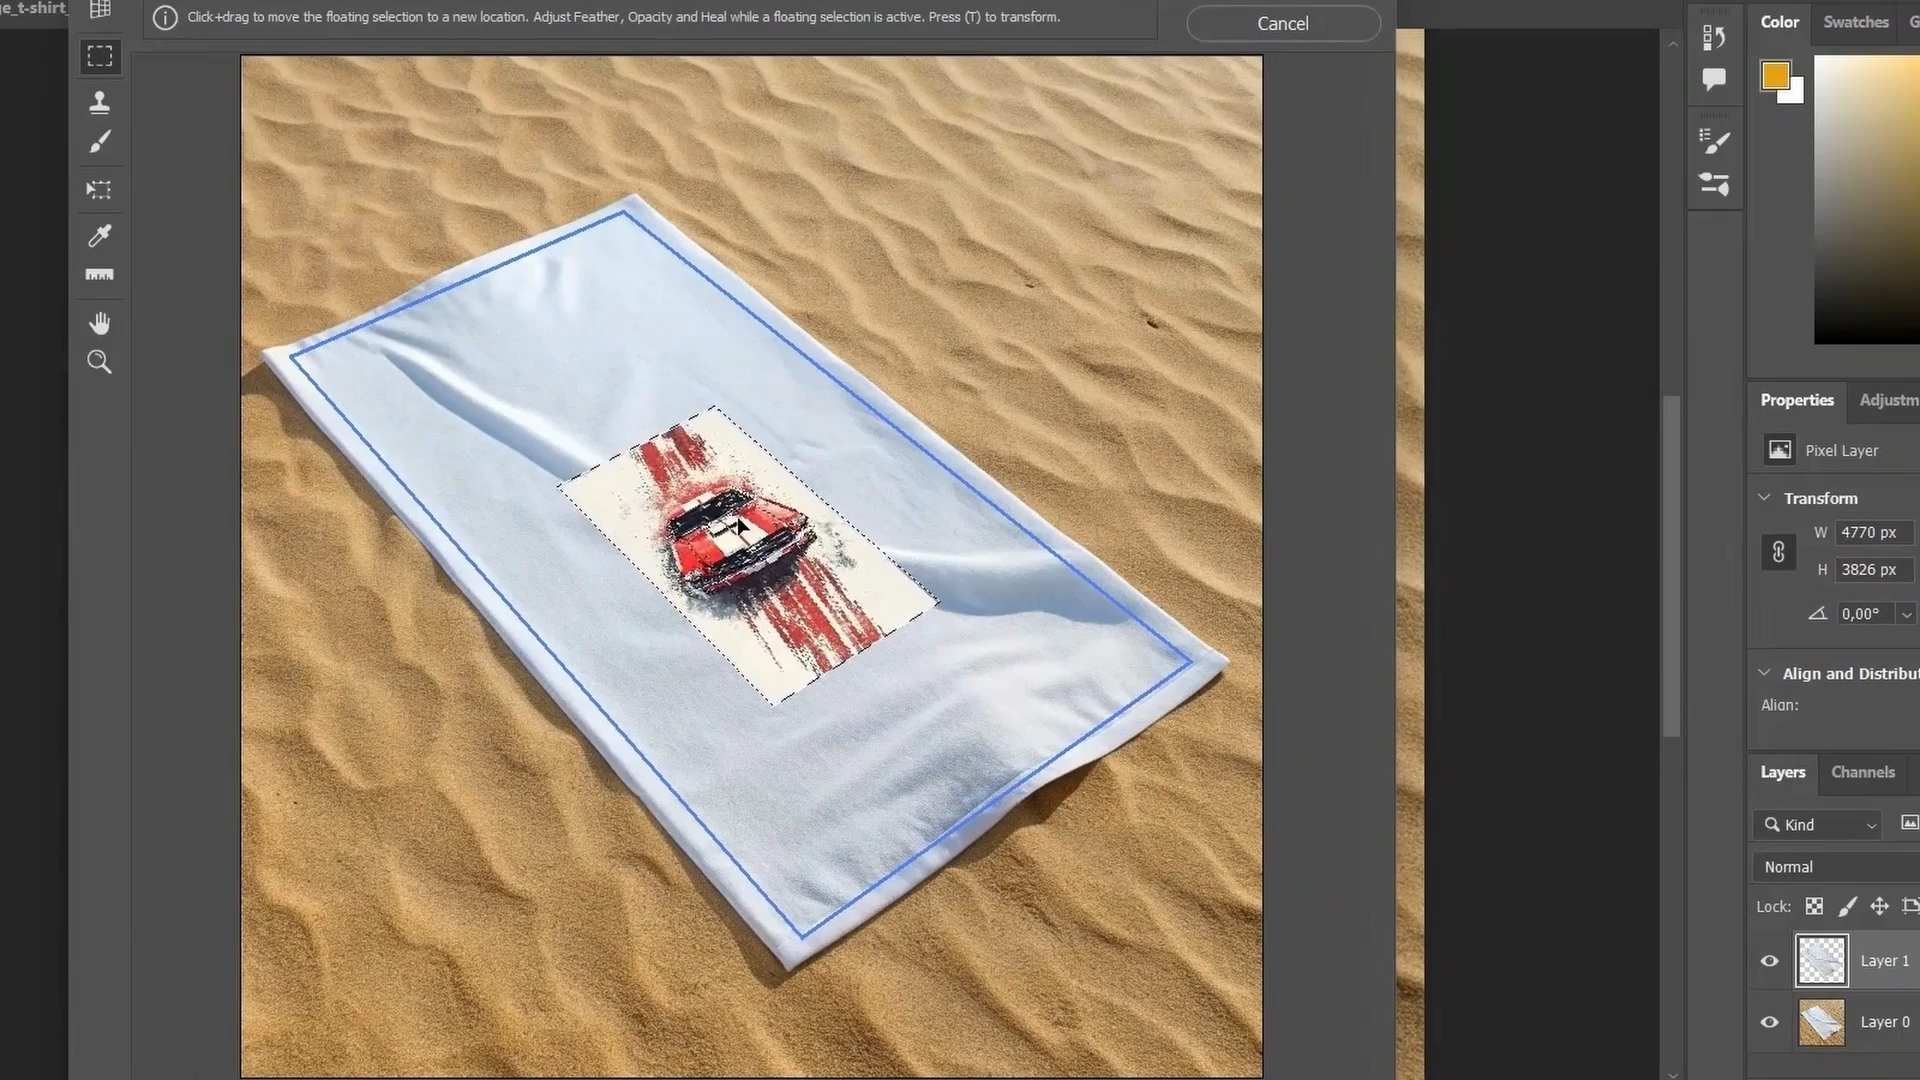 ge_t-shirt_
Click+drag to move the floating selection to a new location. Adjust Feather, Opacity and Heal while a floating selection is active. Press (T) to transform.
Cancel
Color
Swatches
G
Properties
Adjustm
Pixel Layer
Transform
W 4770 px
H 3826 px
0,00°
Align and Distribut
Align:
Layers
Channels
Kind
Normal
Lock:
Layer 1
Layer 0